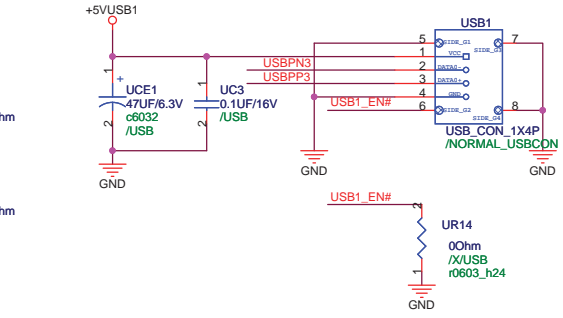 +5VUSB1
USB1
5
SIDE_G1
7
1
VCC
SIDE_G3
USBPN3
2
DATA0-
USBPP3
3
DATA0+
4
GND
USB1_EN#
6
SIDE_G2
8
SIDE_G4
USB_CON_1X4P
/NORMAL_USBCON
1
+
UCE1
47UF/6.3V
c6032
/USB
2
1
UC3
0.1UF/16V
/USB
2
hm
GND
GND
GND
hm
USB1_EN#
2
UR14
0Ohm
/X/USB
r0603_h24
1
GND